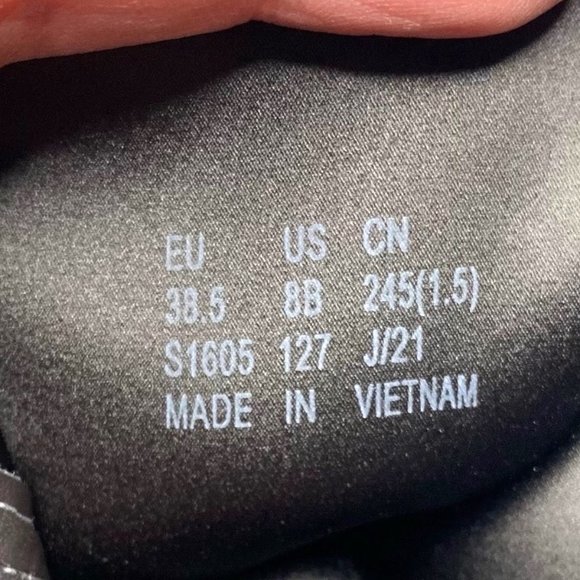 EU US CN
38.5 8B 245(1.5)
S1605 127 J/21
MADE IN VIETNAM